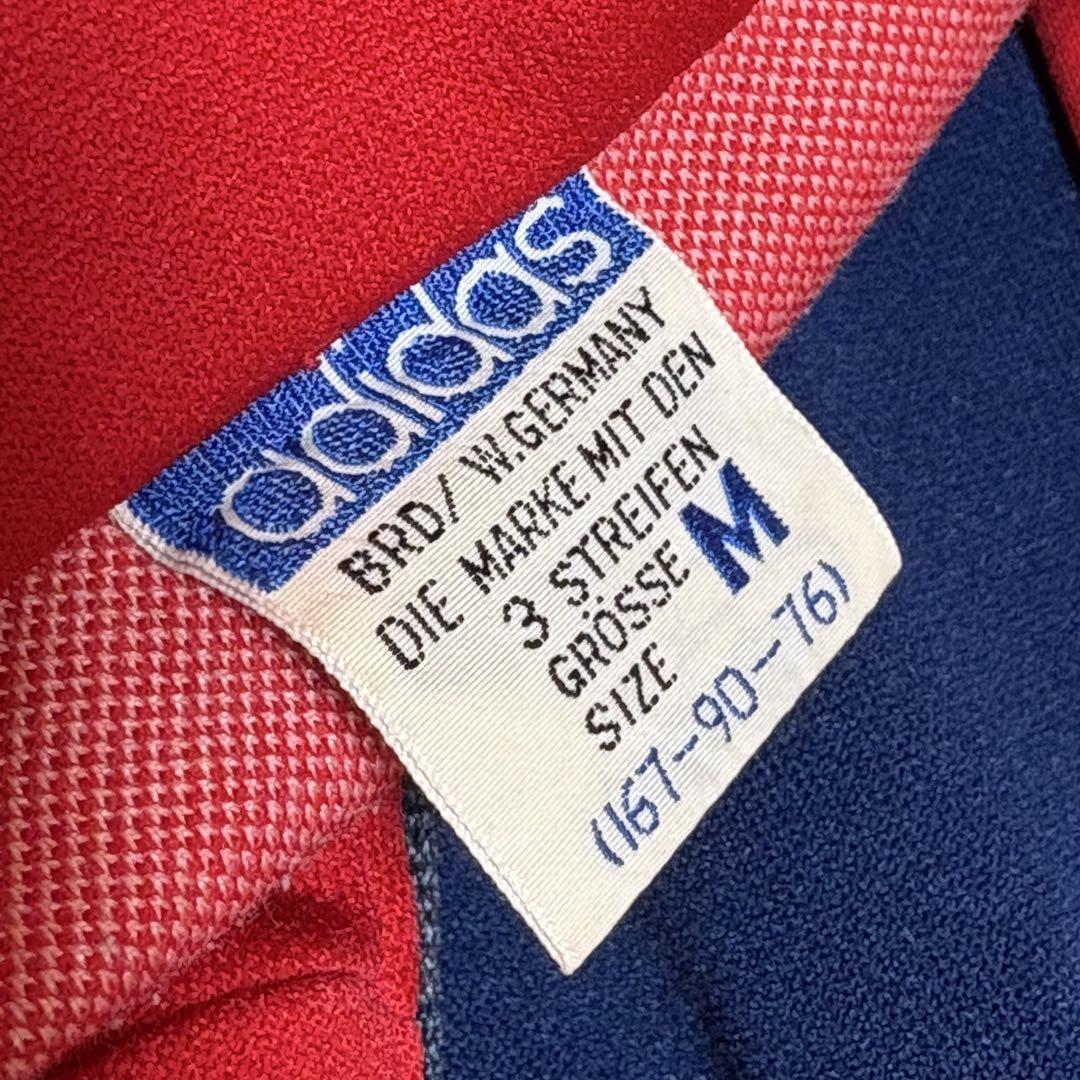 adidas
BRD/ W.GERMANY
DIE MARKE MIT DEN
3 STREIFEN
GRÖSSE M
SIZE
(167--90--76)